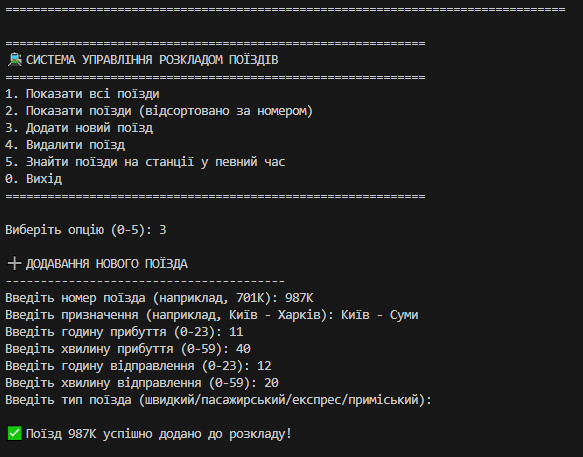 ================================================================================
============================================================
🚂 СИСТЕМА УПРАВЛІННЯ РОЗКЛАДОМ ПОЇЗДІВ
============================================================
1. Показати всі поїзди
2. Показати поїзди (відсортовано за номером)
3. Додати новий поїзд
4. Видалити поїзд
5. Знайти поїзди на станції у певний час
0. Вихід
============================================================
Виберіть опцію (0-5): 3
➕ ДОДАВАННЯ НОВОГО ПОЇЗДА
----------------------------------------
Введіть номер поїзда (наприклад, 701К): 987К
Введіть призначення (наприклад, Київ - Харків): Київ - Суми
Введіть годину прибуття (0-23): 11
Введіть хвилину прибуття (0-59): 40
Введіть годину відправлення (0-23): 12
Введіть хвилину відправлення (0-59): 20
Введіть тип поїзда (швидкий/пасажирський/експрес/приміський):
✅ Поїзд 987К успішно додано до розкладу!